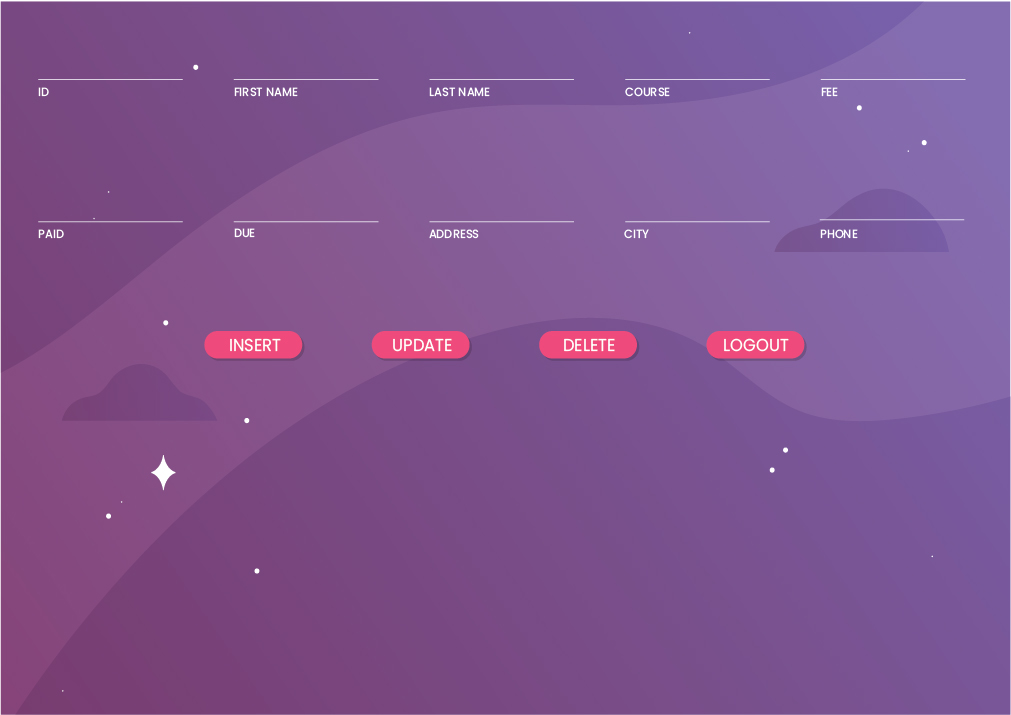 ID FIRST NAME LAST NAME COURSE FEE
PAID DUE ADDRESS CITY PHONE
INSERT UPDATE DELETE LOGOUT